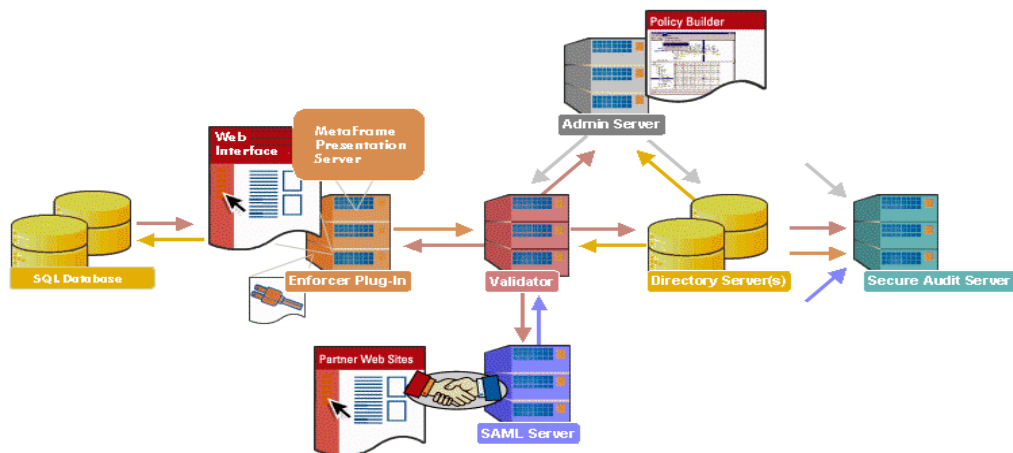 Policy Builder
Admin Server
MetaFrame
Presentation
Server
Web
Interface
SQL Database
Enforcer Plug-In
Validator
Directory Server(s)
Secure Audit Server
Partner Web Sites
SAML Server